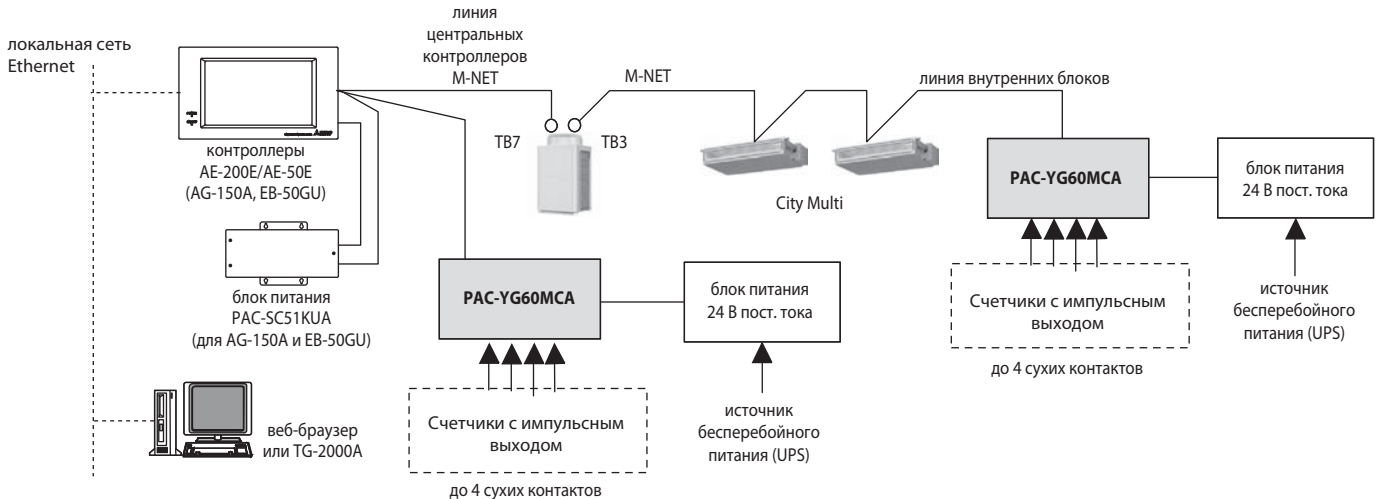 локальная сеть
Ethernet
контроллеры
AE-200E/AE-50E
(AG-150A, EB-50GU)
блок питания
PAC-SC51KUA
(для AG-150A и EB-50GU)
веб-браузер
или TG-2000A
линия
центральных
контроллеров
M-NET
M-NET
TB7
TB3
City Multi
линия внутренних блоков
PAC-YG60MCA
блок питания
24 В пост. тока
Счетчики с импульсным
выходом
до 4 сухих контактов
источник
бесперебойного
питания (UPS)
PAC-YG60MCA
блок питания
24 В пост. тока
Счетчики с импульсным
выходом
до 4 сухих контактов
источник
бесперебойного
питания (UPS)